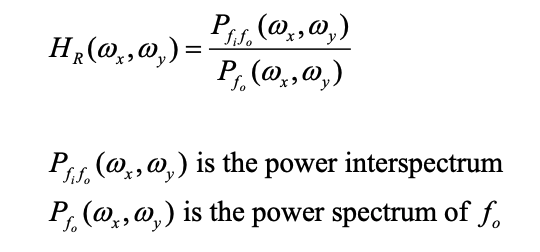 H_R(ω_x,ω_y) = P_{f_i f_o}(ω_x,ω_y) / P_{f_o}(ω_x,ω_y)
P_{f_i f_o}(ω_x,ω_y) is the power interspectrum
P_{f_o}(ω_x,ω_y) is the power spectrum of f_o